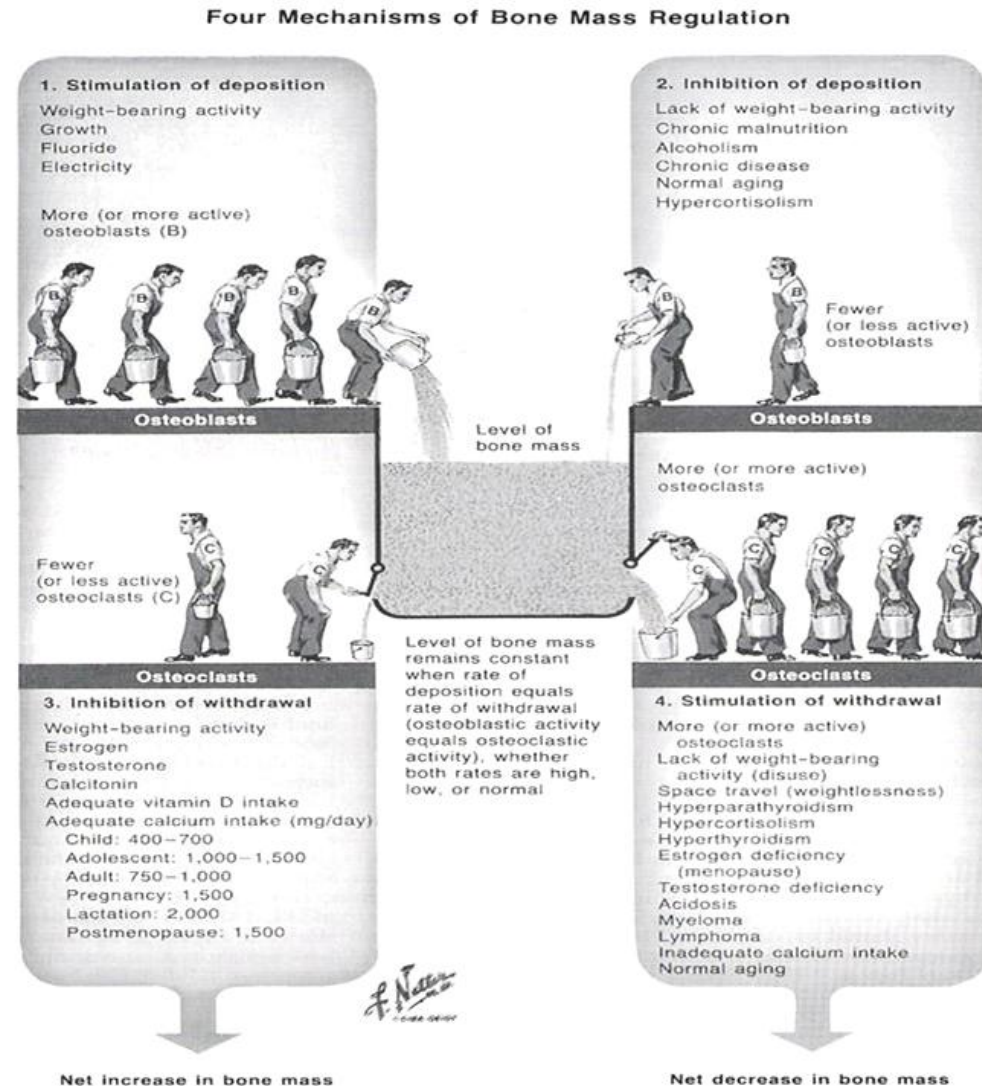 Four Mechanisms of Bone Mass Regulation
1. Stimulation of deposition
Weight-bearing activity
Growth
Fluoride
Electricity
More (or more active)
osteoblasts (B)
B
B
B
B
B
Osteoblasts
2. Inhibition of deposition
Lack of weight-bearing activity
Chronic malnutrition
Alcoholism
Chronic disease
Normal aging
Hypercortisolism
B
B
Fewer
(or less active)
osteoblasts
Osteoblasts
Level of
bone mass
Fewer
(or less active)
osteoclasts (C)
C
C
Osteoclasts
3. Inhibition of withdrawal
Weight-bearing activity
Estrogen
Testosterone
Calcitonin
Adequate vitamin D intake
Adequate calcium intake (mg/day)
Child: 400–700
Adolescent: 1,000–1,500
Adult: 750–1,000
Pregnancy: 1,500
Lactation: 2,000
Postmenopause: 1,500
Level of bone mass
remains constant
when rate of
deposition equals
rate of withdrawal
(osteoblastic activity
equals osteoclastic
activity), whether
both rates are high,
low, or normal
More (or more active)
osteoclasts
C
C
C
C
C
Osteoclasts
4. Stimulation of withdrawal
More (or more active)
osteoclasts
Lack of weight-bearing
activity (disuse)
Space travel (weightlessness)
Hyperparathyroidism
Hypercortisolism
Hyperthyroidism
Estrogen deficiency
(menopause)
Testosterone deficiency
Acidosis
Myeloma
Lymphoma
Inadequate calcium intake
Normal aging
F. Netter
Net increase in bone mass
Net decrease in bone mass